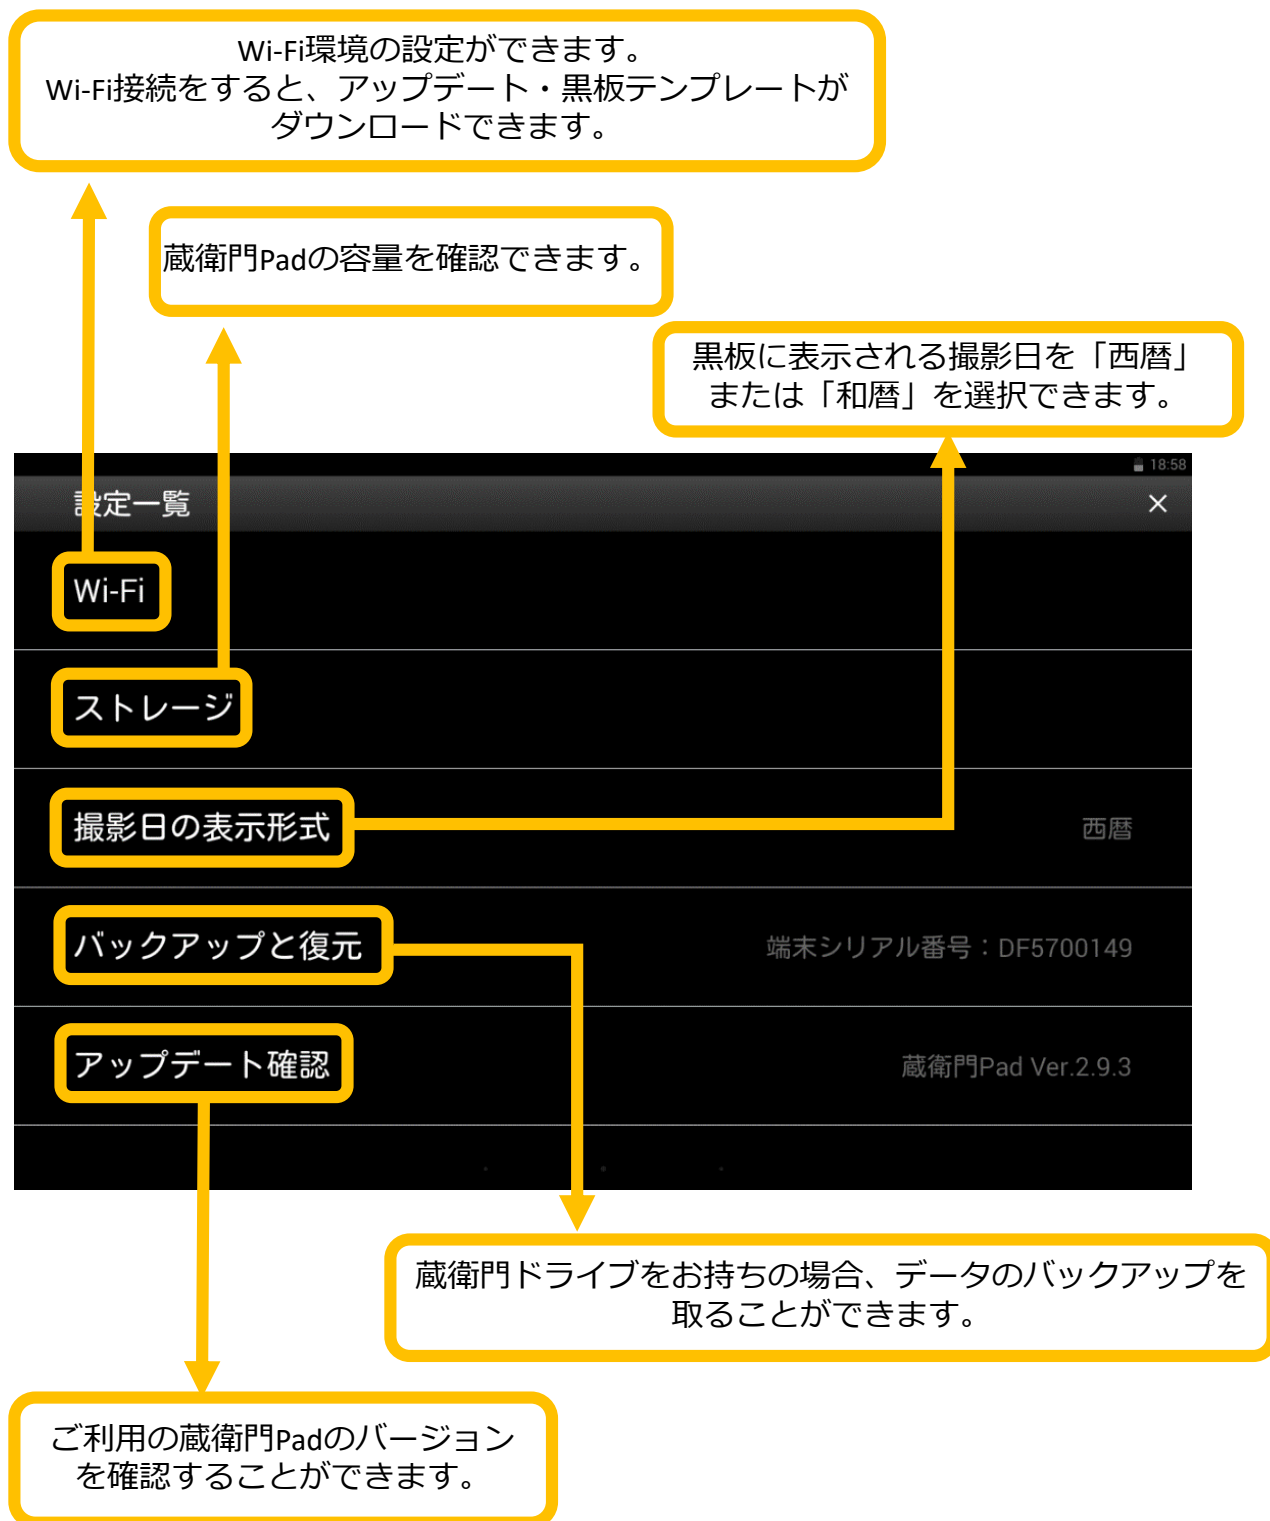 Wi-Fi環境の設定ができます。
Wi-Fi接続をすると、アップデート・黒板テンプレートが
ダウンロードできます。
蔵衛門Padの容量を確認できます。
黒板に表示される撮影日を「西暦」
または「和暦」を選択できます。
18:58
設定一覧
Wi-Fi
ストレージ
撮影日の表示形式 西暦
バックアップと復元 端末シリアル番号：DF5700149
アップデート確認 蔵衛門Pad Ver.2.9.3
蔵衛門ドライブをお持ちの場合、データのバックアップを
取ることができます。
ご利用の蔵衛門Padのバージョン
を確認することができます。